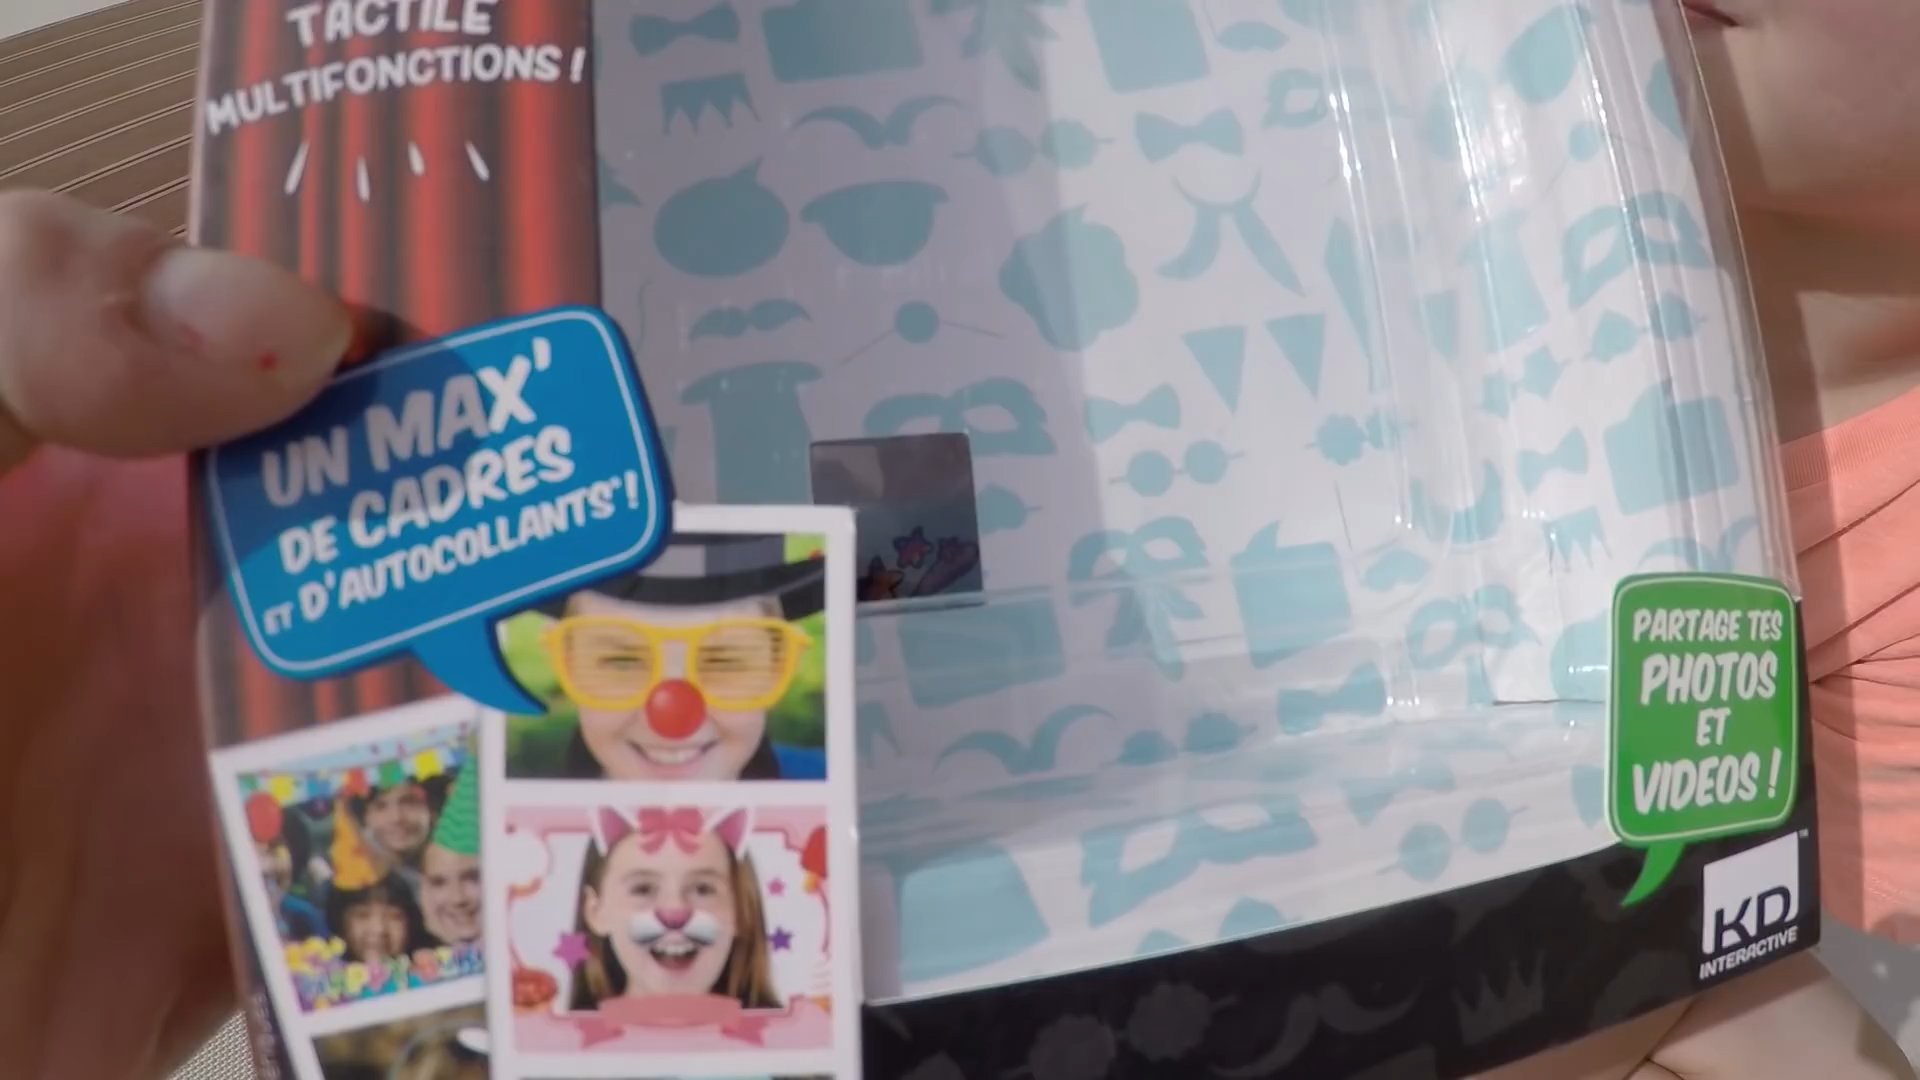 TACTILE
MULTIFONCTIONS !
UN MAX'
DE CADRES
ET D'AUTOCOLLANTS* !
PARTAGE TES
PHOTOS
ET
VIDEOS !
KD
INTERACTIVE